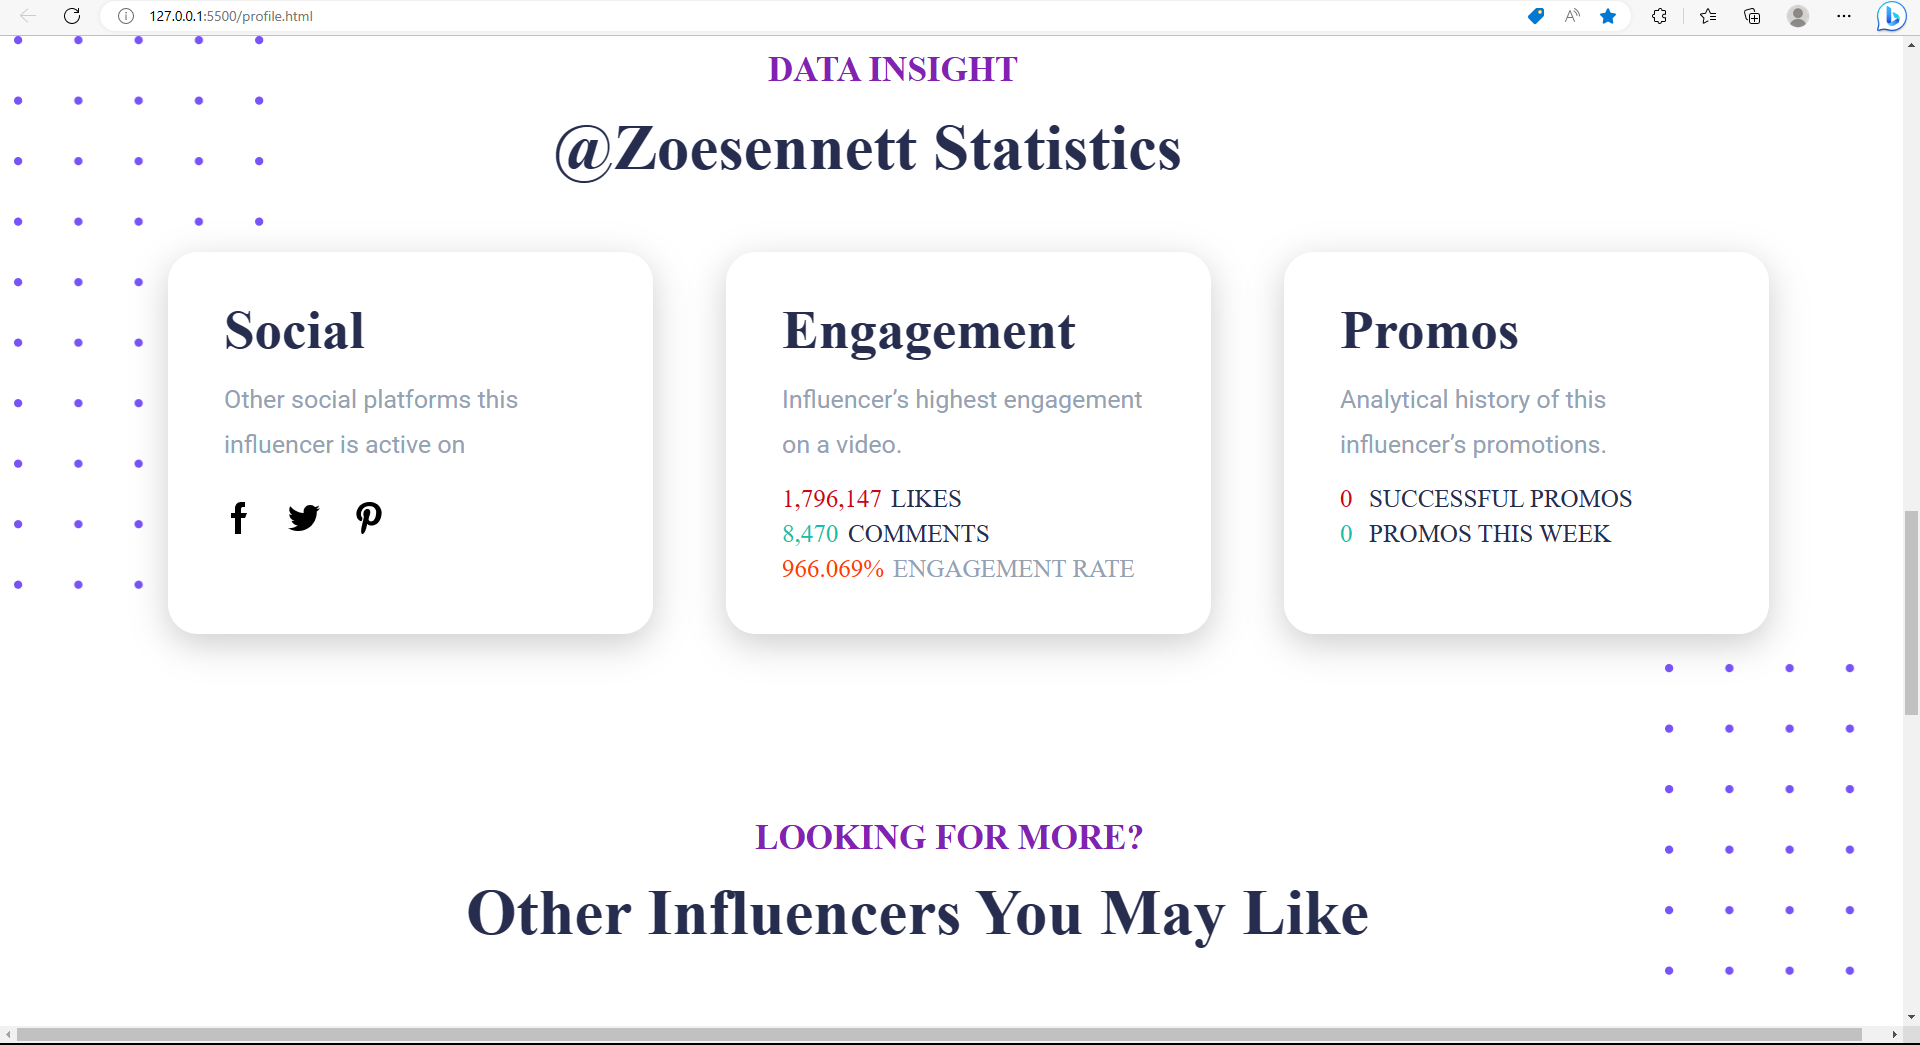 127.0.0.1:5500/profile.html
DATA INSIGHT
@Zoesennett Statistics
Social
Other social platforms this
influencer is active on
Engagement
Influencer’s highest engagement
on a video.
1,796,147 LIKES
8,470 COMMENTS
966.069% ENGAGEMENT RATE
Promos
Analytical history of this
influencer’s promotions.
0 SUCCESSFUL PROMOS
0 PROMOS THIS WEEK
LOOKING FOR MORE?
Other Influencers You May Like